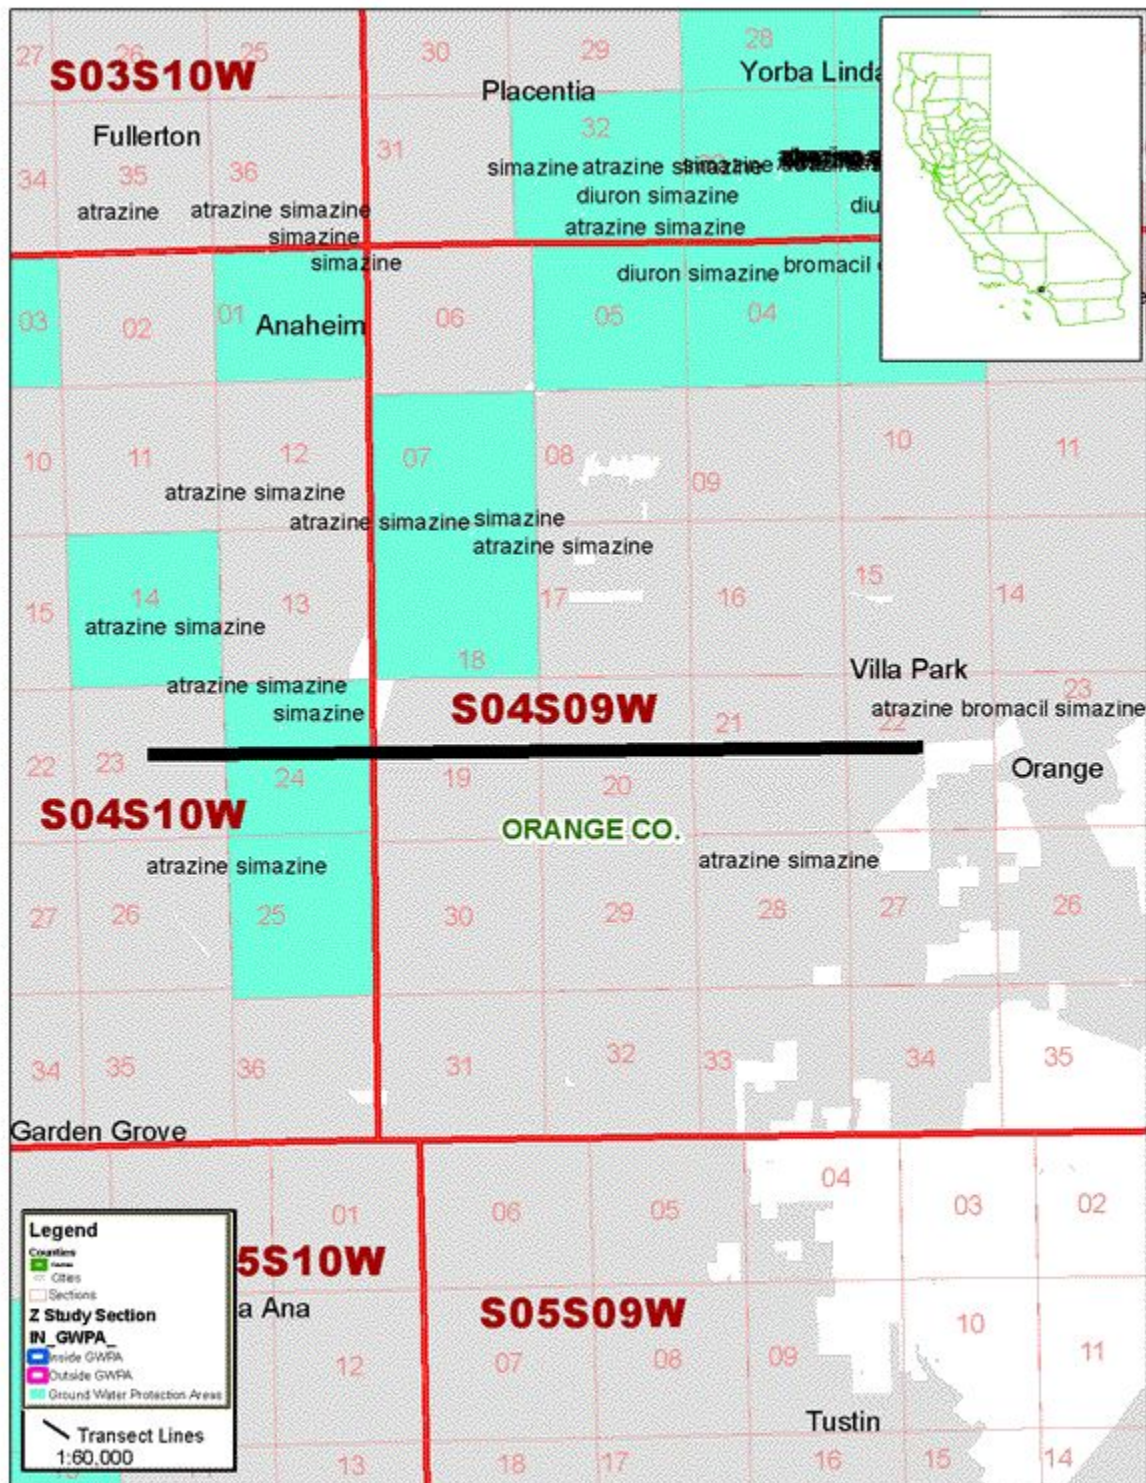 27 26 25 30 29 28
S03S10W
Placentia
Yorba Linda
Fullerton
32
31
34 35 36
simazine atrazine simazine simazine
diuron simazine
atrazine
atrazine simazine
diu
atrazine simazine
simazine
simazine
diuron simazine
bromacil
03 02 01 06 05 04
Anaheim
10 11 12 07 08 09 10 11
atrazine simazine
atrazine simazine
simazine
atrazine simazine
15 14 13 17 16 15 14
atrazine simazine
18
Villa Park
atrazine simazine
simazine
S04S09W
21 22 23
atrazine bromacil simazine
22 23 24 19 20
Orange
S04S10W
ORANGE CO.
atrazine simazine
atrazine simazine
27 26 25 30 29 28 27 26
34 35 36 31 32 33 34 35
Garden Grove
01 06 05 04 03 02
5S10W
a Ana
S05S09W
12 07 08 09 10 11
Tustin
13 18 17 16 15 14
Legend
Counties
Cities
Sections
Z Study Section
IN_GWPA_
Inside GWPA
Outside GWPA
Ground Water Protection Areas
Transect Lines
1:60,000